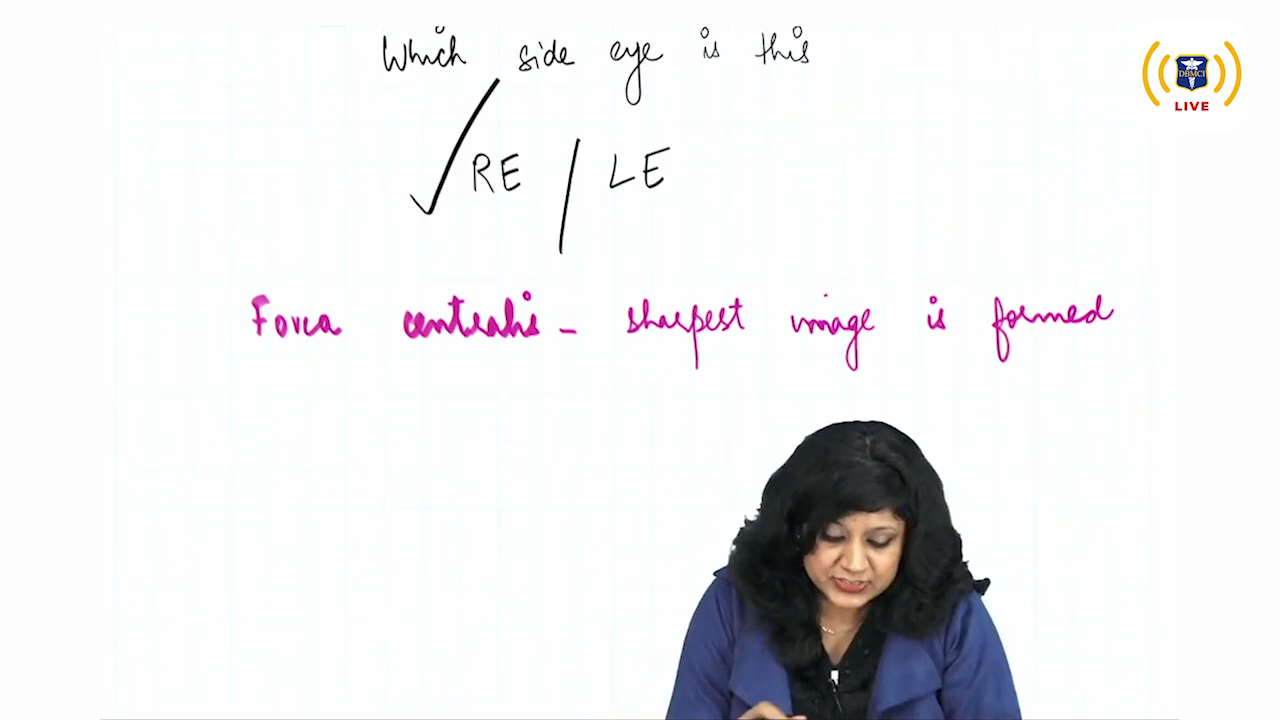 Which side eye is this
RE / LE
Fovea centralis - sharpest image is formed
DBMCI
LIVE